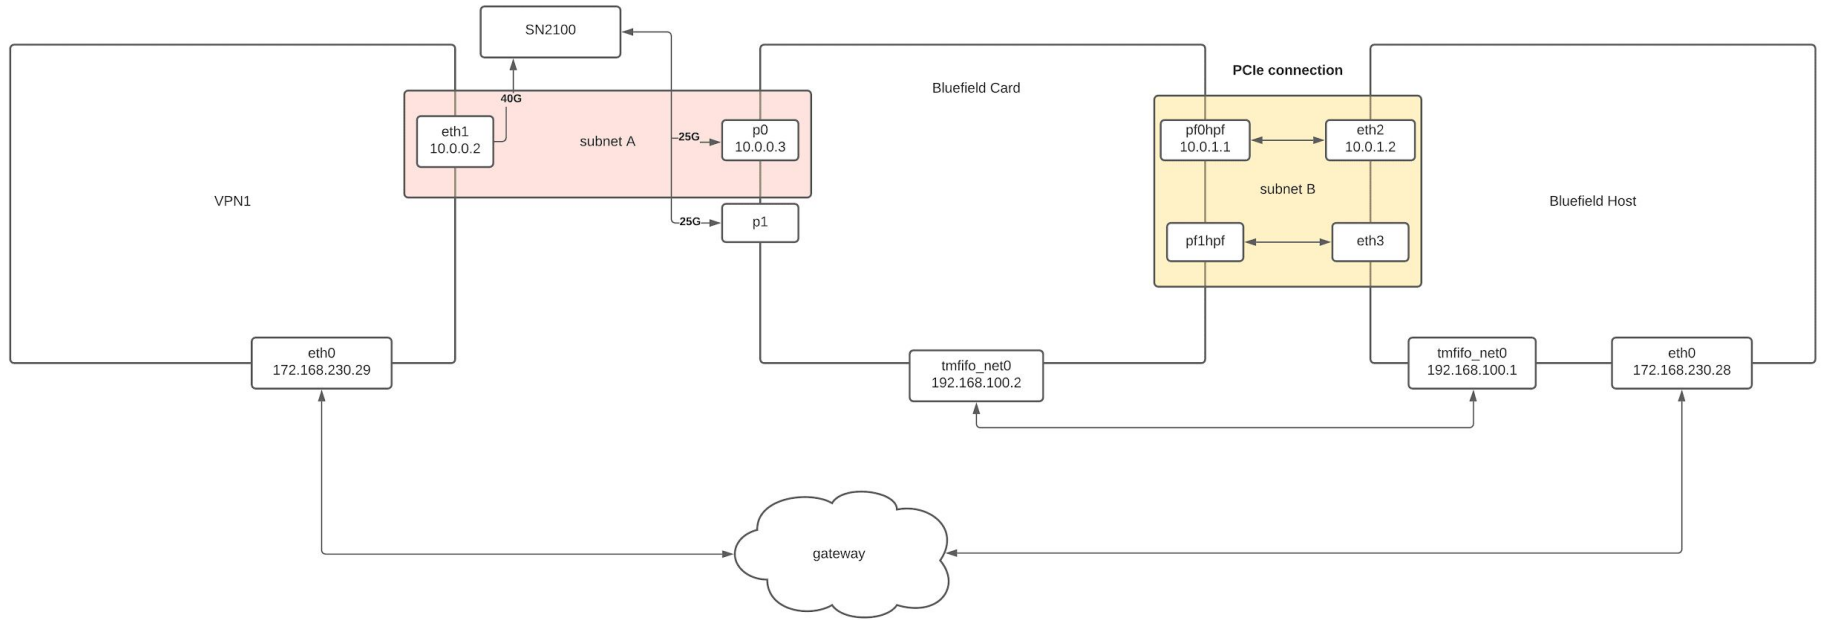 SN2100
PCIe connection
Bluefield Card
40G
eth1
10.0.0.2
subnet A
25G
p0
10.0.0.3
pf0hpf
10.0.1.1
eth2
10.0.1.2
subnet B
VPN1
Bluefield Host
25G
p1
pf1hpf
eth3
eth0
172.168.230.29
tmfifo_net0
192.168.100.2
tmfifo_net0
192.168.100.1
eth0
172.168.230.28
gateway